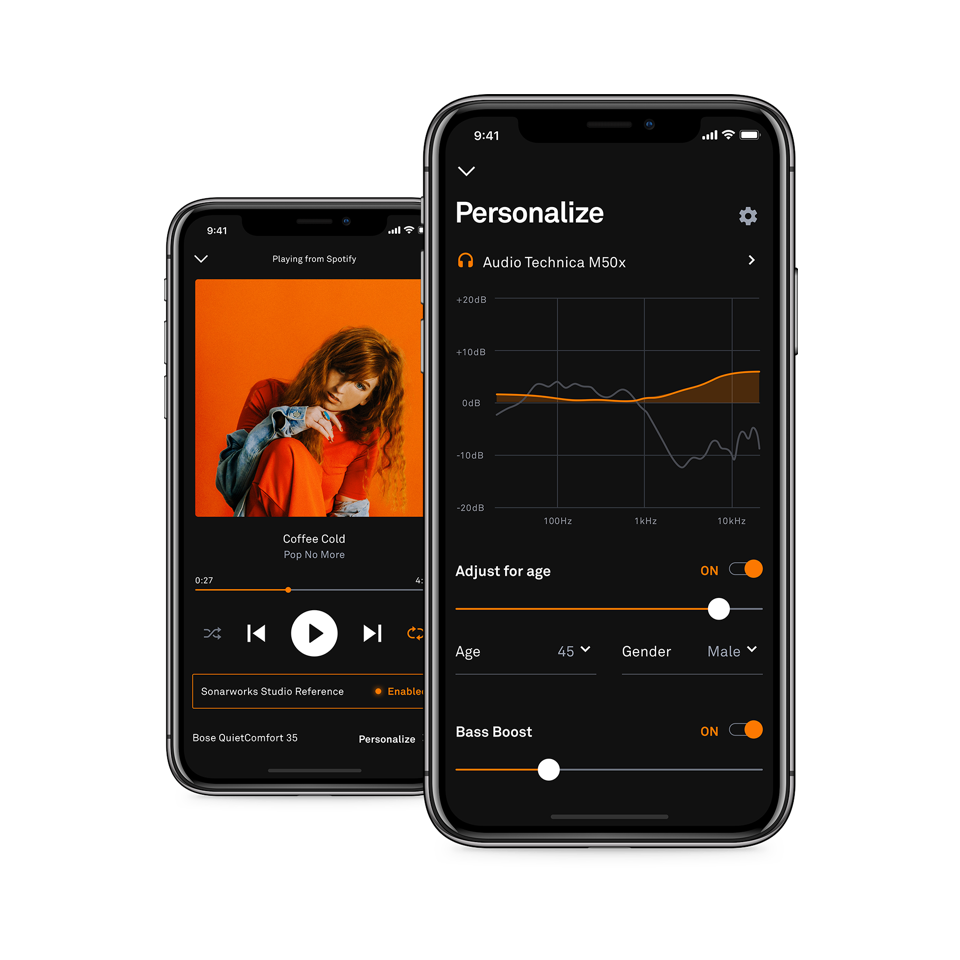 9:41
Playing from Spotify
Coffee Cold
Pop No More
0:27 4:
Sonarworks Studio Reference Enable
Bose QuietComfort 35 Personalize
9:41
Personalize
Audio Technica M50x
+20dB
+10dB
0dB
-10dB
-20dB
100Hz 1kHz 10kHz
Adjust for age ON
Age 45 Gender Male
Bass Boost ON